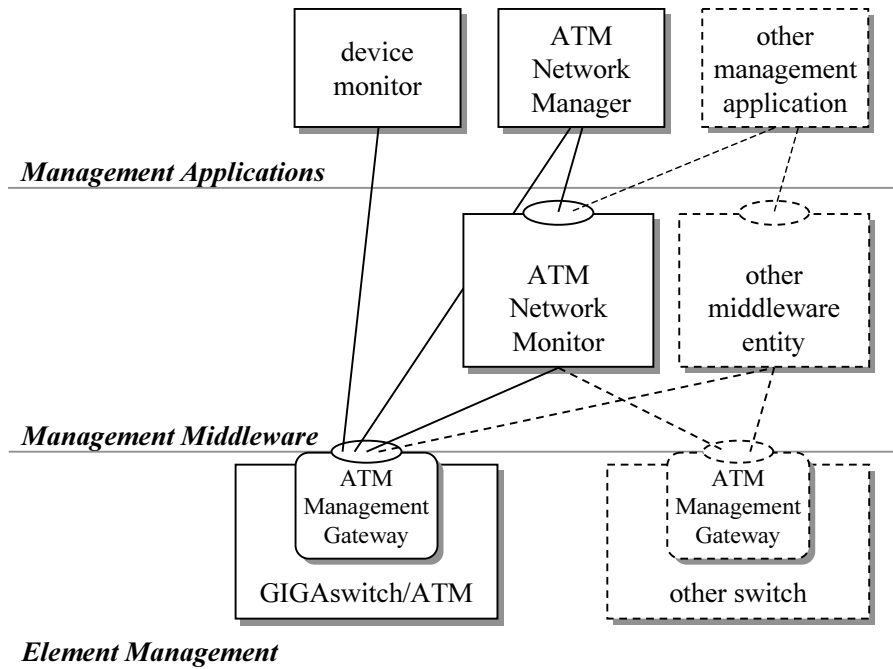 device
monitor
ATM
Network
Manager
other
management
application
Management Applications
ATM
Network
Monitor
other
middleware
entity
Management Middleware
ATM
Management
Gateway
GIGAswitch/ATM
ATM
Management
Gateway
other switch
Element Management